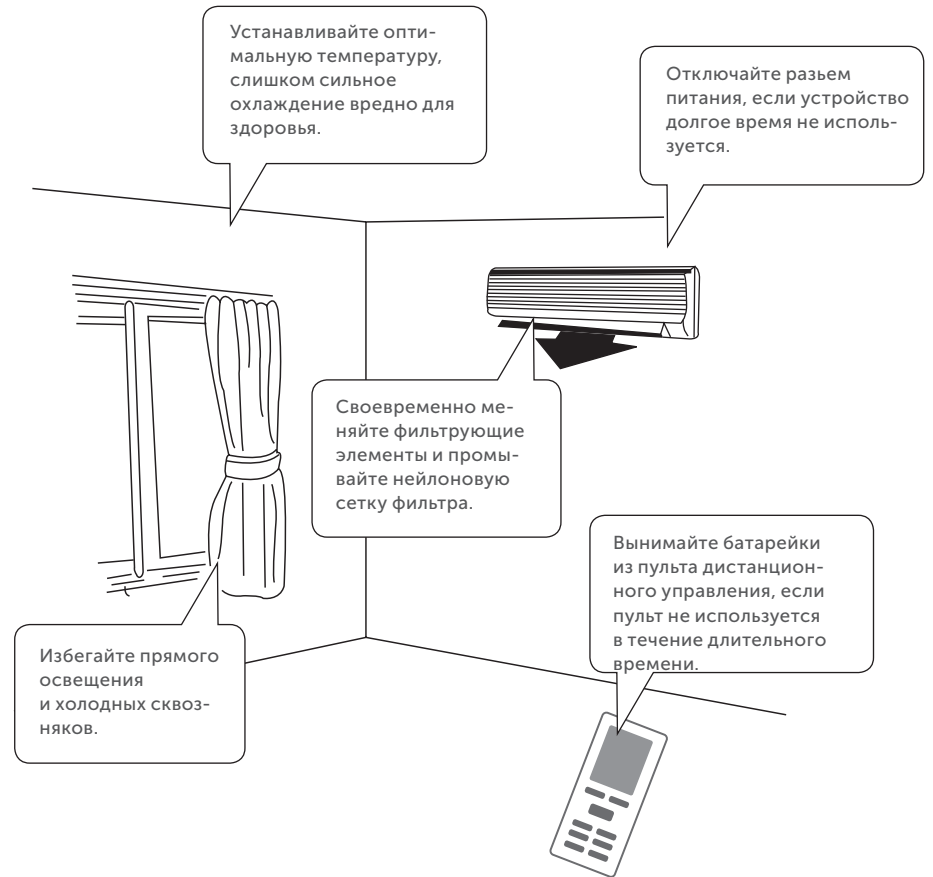 Устанавливайте опти-
мальную температуру,
слишком сильное
охлаждение вредно для
здоровья.
Отключайте разьем
питания, если устройство
долгое время не исполь-
зуется.
Своевременно ме-
няйте фильтрующие
элементы и промы-
вайте нейлоновую
сетку фильтра.
Вынимайте батарейки
из пульта дистанцион-
ного управления, если
пульт не используется
в течение длительного
времени.
Избегайте прямого
освещения
и холодных сквоз-
няков.